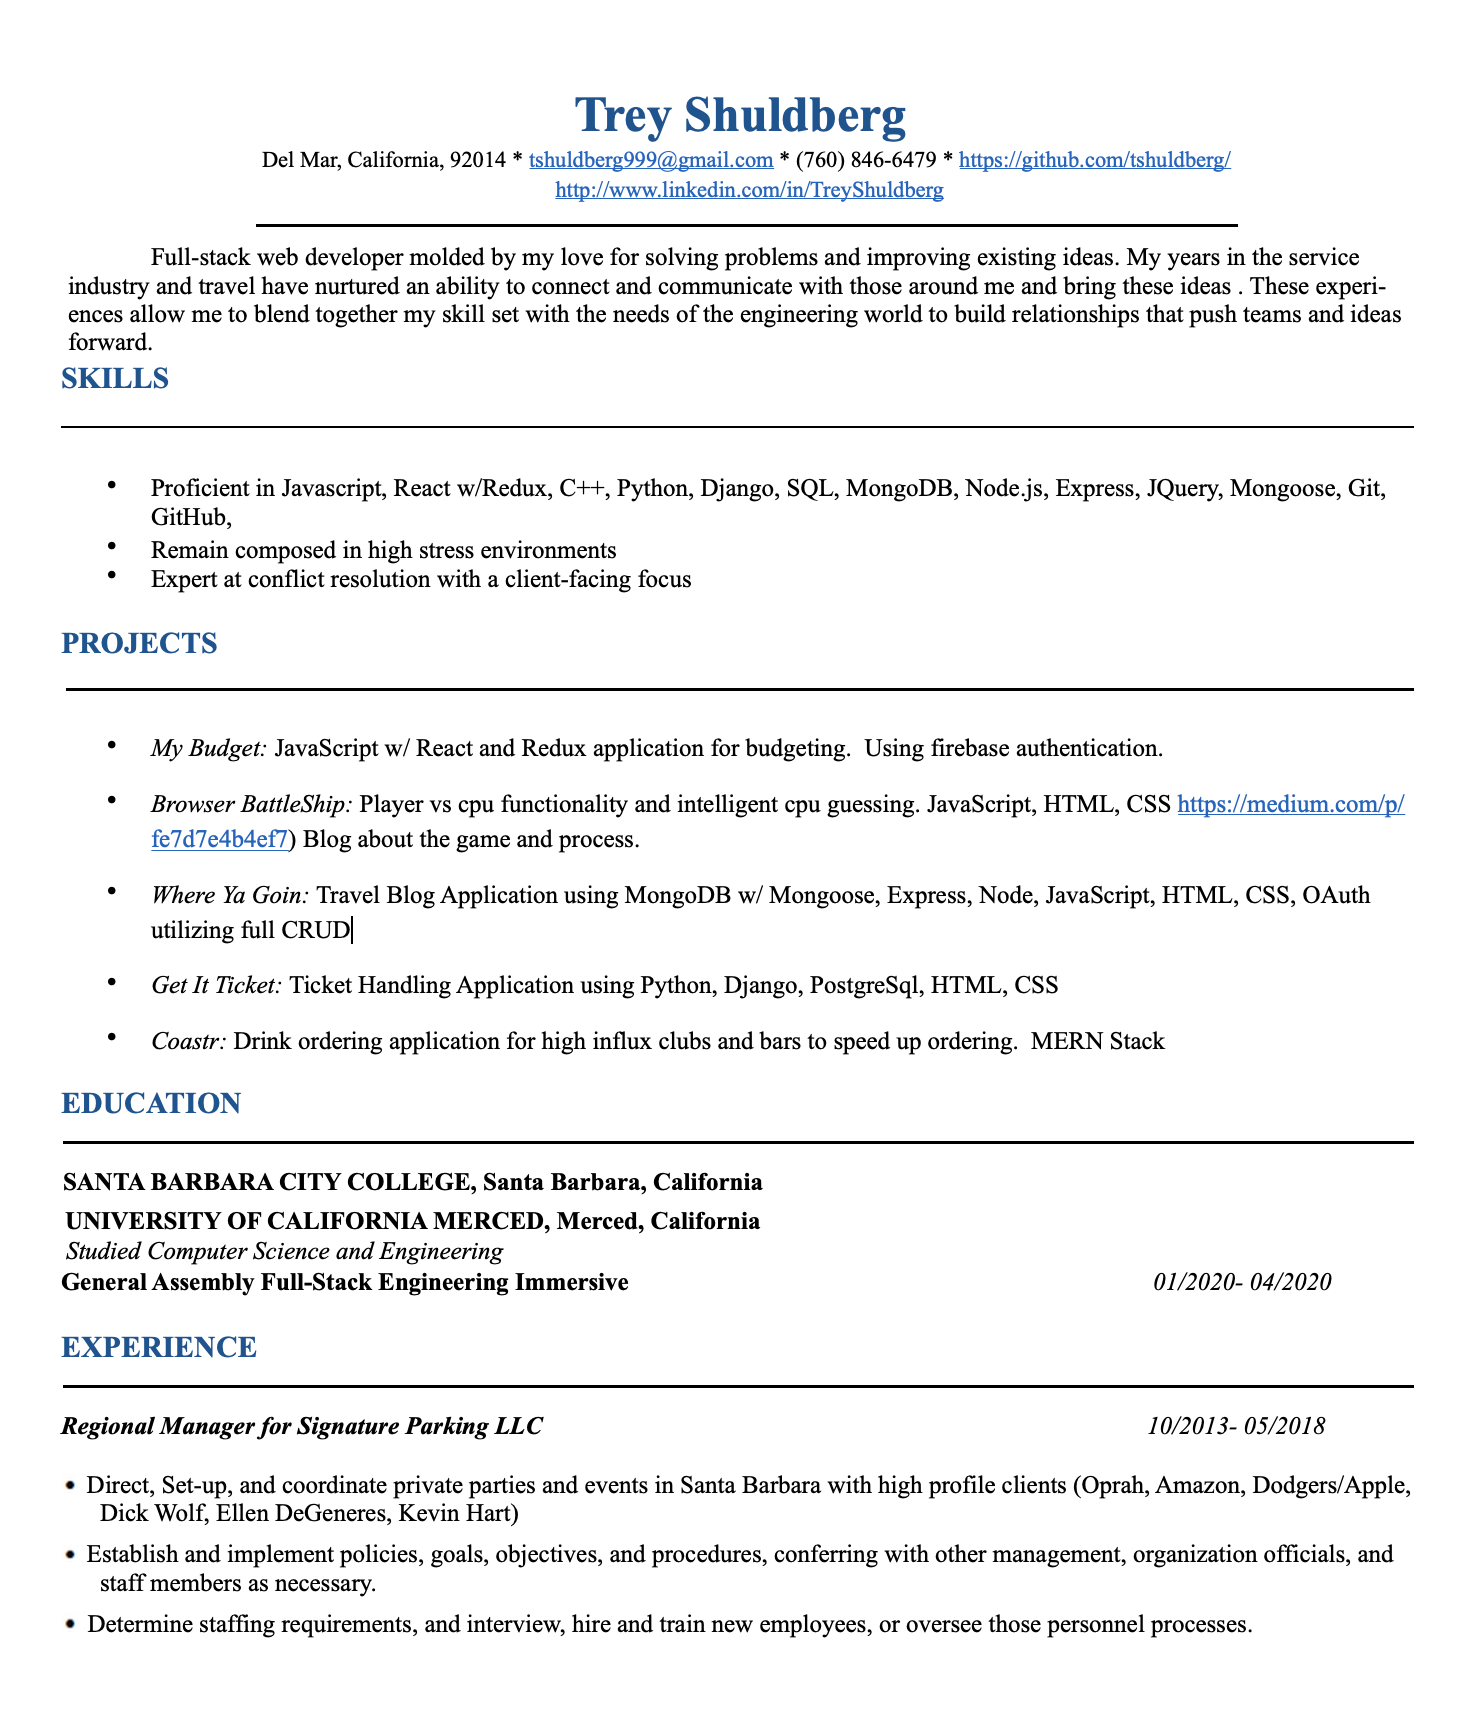 Trey Shuldberg
Del Mar, California, 92014 * tshuldberg999@gmail.com * (760) 846-6479 * https://github.com/tshuldberg/
http://www.linkedin.com/in/TreyShuldberg
Full-stack web developer molded by my love for solving problems and improving existing ideas. My years in the service
industry and travel have nurtured an ability to connect and communicate with those around me and bring these ideas . These experi-
ences allow me to blend together my skill set with the needs of the engineering world to build relationships that push teams and ideas
forward.
SKILLS
• Proficient in Javascript, React w/Redux, C++, Python, Django, SQL, MongoDB, Node.js, Express, JQuery, Mongoose, Git,
GitHub,
• Remain composed in high stress environments
• Expert at conflict resolution with a client-facing focus
PROJECTS
• My Budget: JavaScript w/ React and Redux application for budgeting.  Using firebase authentication.
• Browser BattleShip: Player vs cpu functionality and intelligent cpu guessing. JavaScript, HTML, CSS https://medium.com/p/
fe7d7e4b4ef7) Blog about the game and process.
• Where Ya Goin: Travel Blog Application using MongoDB w/ Mongoose, Express, Node, JavaScript, HTML, CSS, OAuth
utilizing full CRUD
• Get It Ticket: Ticket Handling Application using Python, Django, PostgreSql, HTML, CSS
• Coastr: Drink ordering application for high influx clubs and bars to speed up ordering.  MERN Stack
EDUCATION
SANTA BARBARA CITY COLLEGE, Santa Barbara, California
UNIVERSITY OF CALIFORNIA MERCED, Merced, California
Studied Computer Science and Engineering
General Assembly Full-Stack Engineering Immersive 01/2020- 04/2020
EXPERIENCE
Regional Manager for Signature Parking LLC 10/2013- 05/2018
• Direct, Set-up, and coordinate private parties and events in Santa Barbara with high profile clients (Oprah, Amazon, Dodgers/Apple,
Dick Wolf, Ellen DeGeneres, Kevin Hart)
• Establish and implement policies, goals, objectives, and procedures, conferring with other management, organization officials, and
staff members as necessary.
• Determine staffing requirements, and interview, hire and train new employees, or oversee those personnel processes.